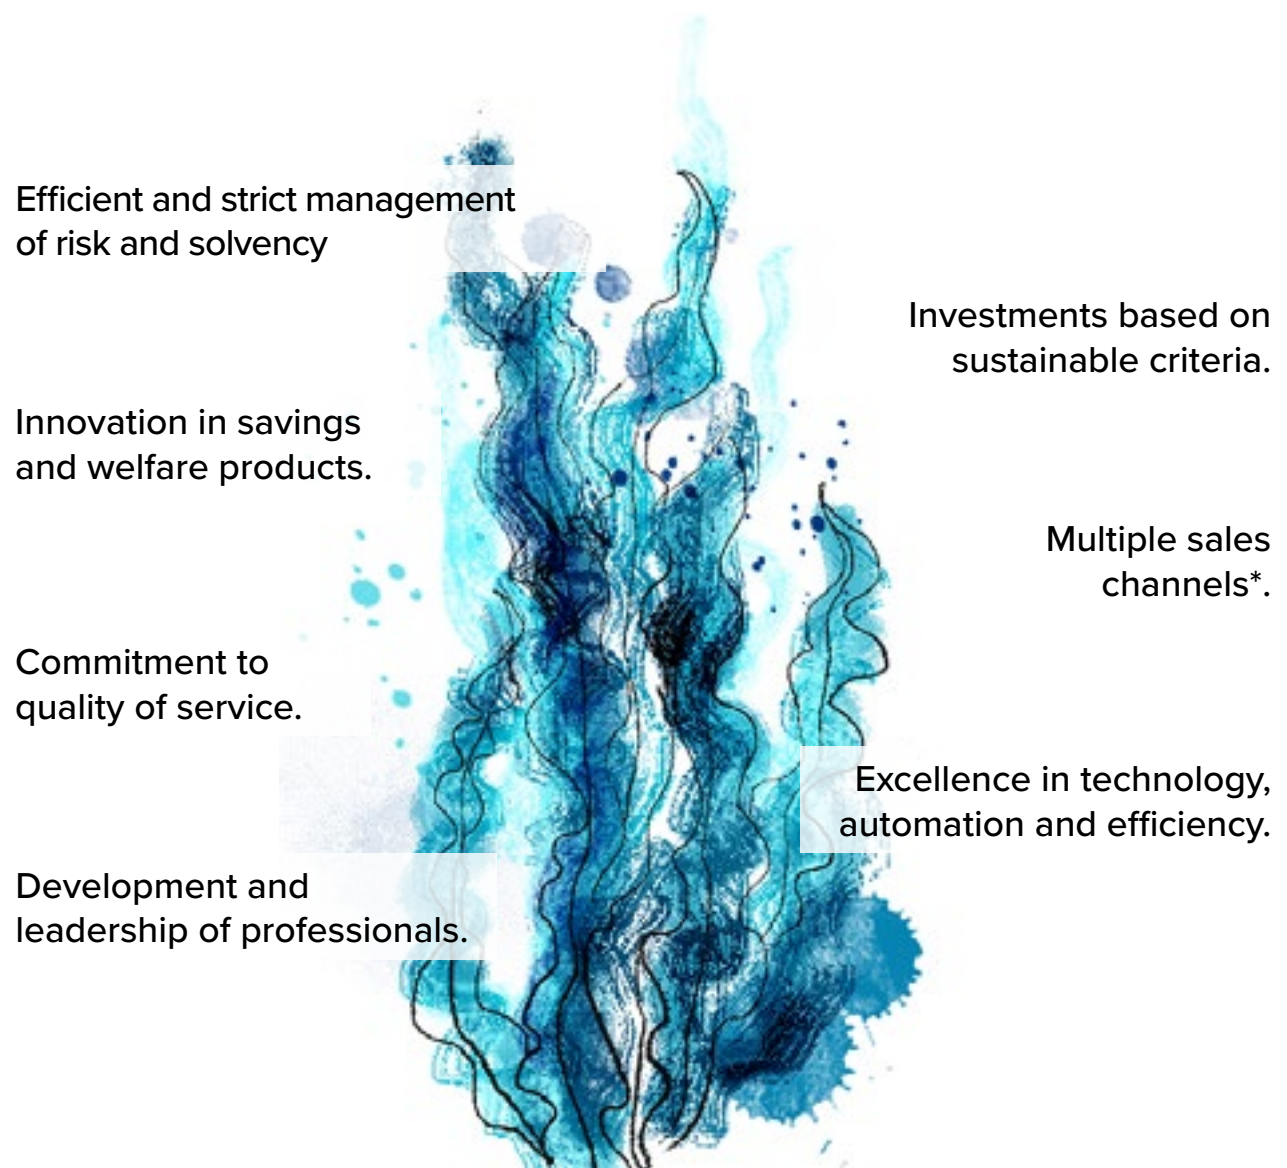 Efficient and strict management
of risk and solvency
Innovation in savings
and welfare products.
Commitment to
quality of service.
Development and
leadership of professionals.
Investments based on
sustainable criteria.
Multiple sales
channels*.
Excellence in technology,
automation and efficiency.